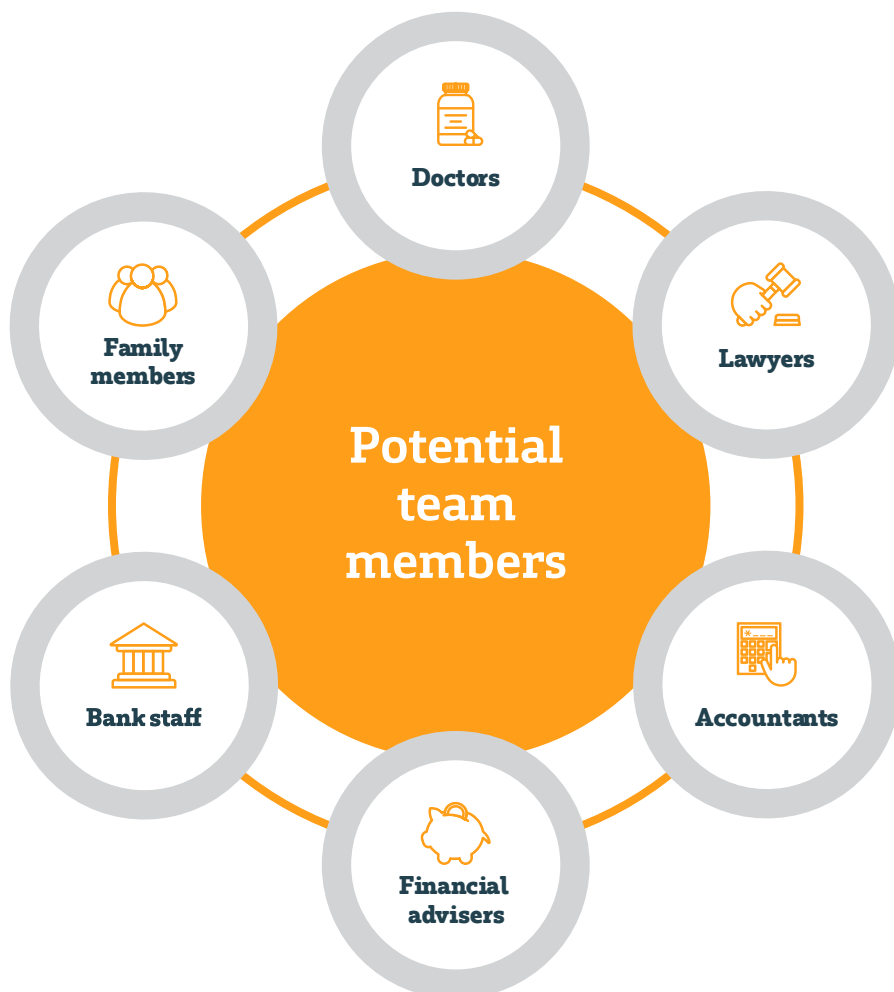 Doctors
Family
members
Lawyers
Potential
team
members
Bank staff
Accountants
Financial
advisers